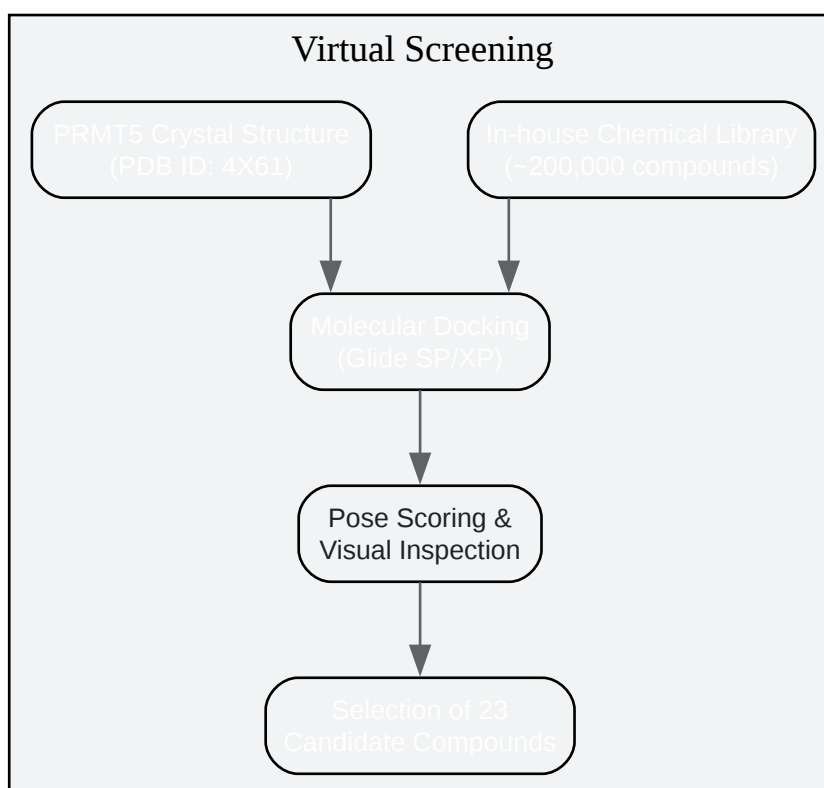 Virtual Screening
PRMT5 Crystal Structure
(PDB ID: 4X61)
In-house Chemical Library
(~200,000 compounds)
Molecular Docking
(Glide SP/XP)
Pose Scoring &
Visual Inspection
Selection of 23
Candidate Compounds